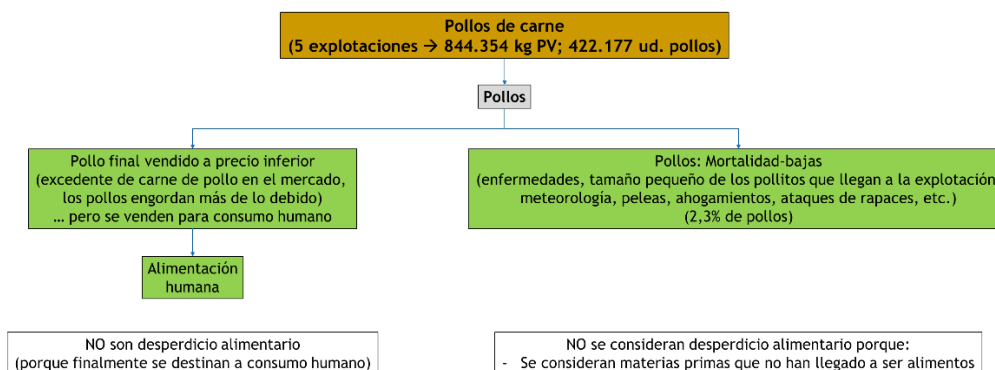 Pollos de carne
(5 explotaciones → 844.354 kg PV; 422.177 ud. pollos)
Pollos
Pollo final vendido a precio inferior
(excedente de carne de pollo en el mercado,
los pollos engordan más de lo debido)
… pero se venden para consumo humano
Pollos: Mortalidad-bajas
(enfermedades, tamaño pequeño de los pollitos que llegan a la explotación
meteorología, peleas, ahogamientos, ataques de rapaces, etc.)
(2,3% de pollos)
Alimentación
humana
NO son desperdicio alimentario
(porque finalmente se destinan a consumo humano)
NO se consideran desperdicio alimentario porque:
- Se consideran materias primas que no han llegado a ser alimentos